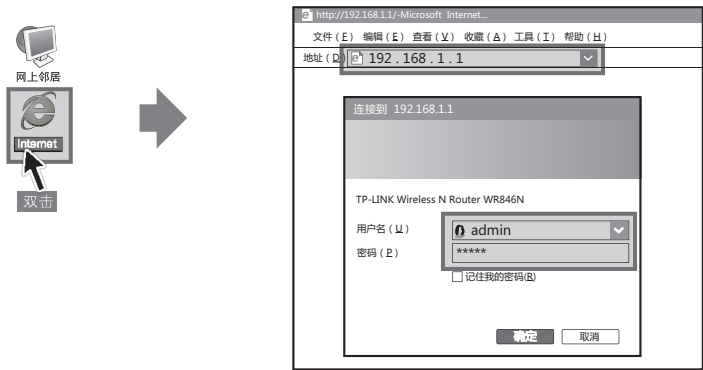 网上邻居
Internet
双击
http://192.168.1.1/-Microsoft Internet...
文件(F) 编辑(E) 查看(V) 收藏(A) 工具(I) 帮助(H)
地址(D) 192.168.1.1
连接到 192.168.1.1
TP-LINK Wireless N Router WR846N
用户名(U) admin
密码(P) *****
记住我的密码(R)
确定 取消